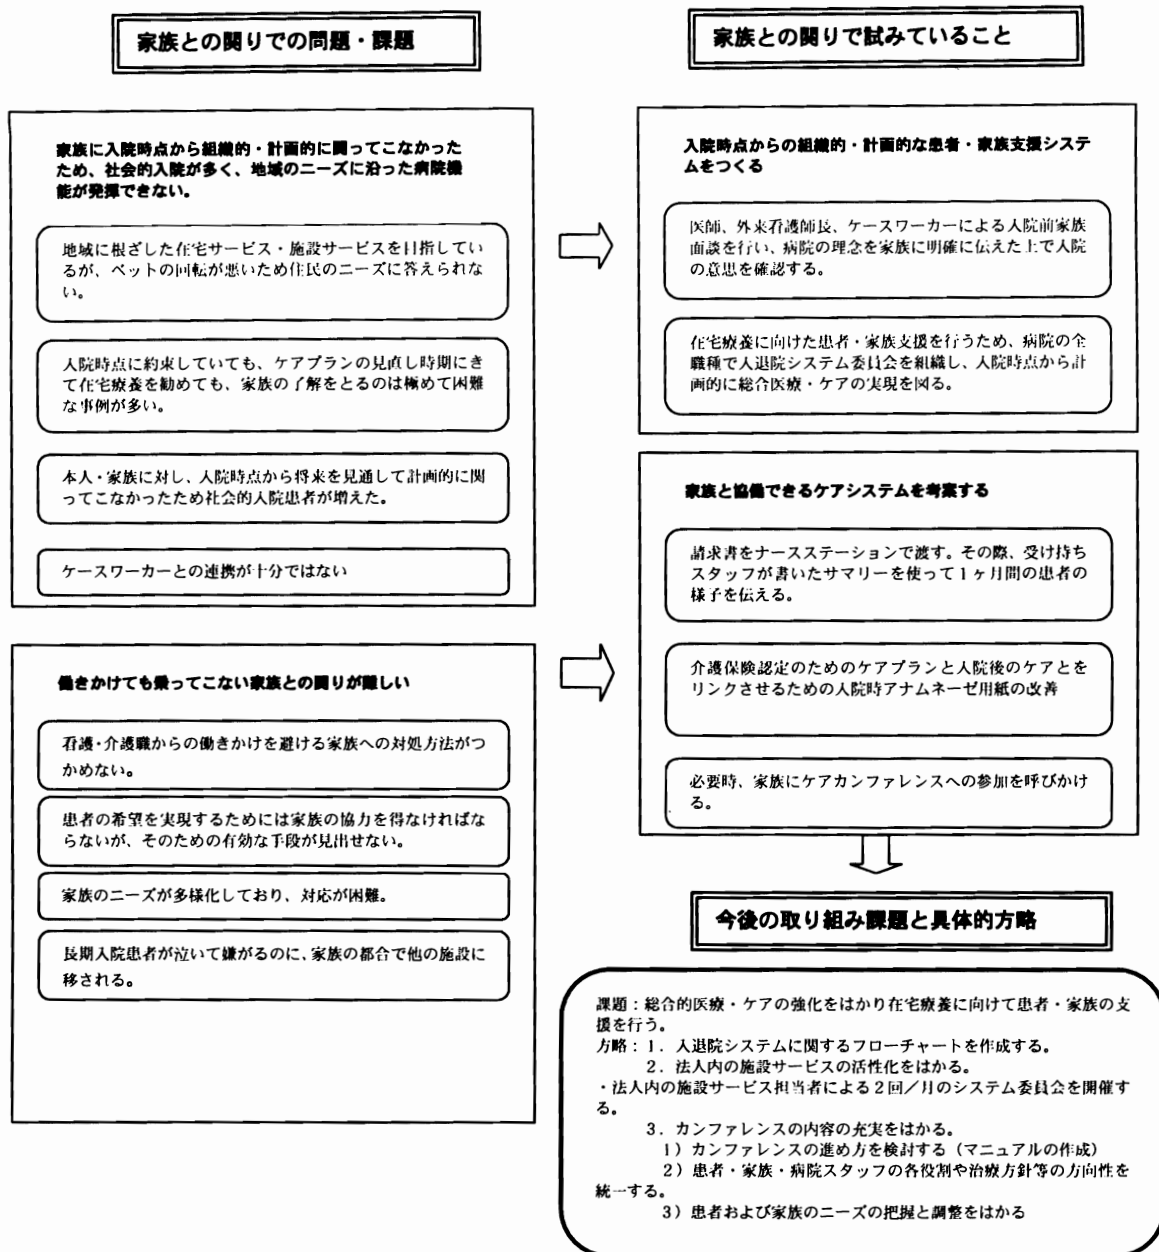 家族との関りでの問題・課題
家族に入院時点から組織的・計画的に関ってこなかった
ため、社会的入院が多く、地域のニーズに沿った病院機
能が発揮できない。
地域に根ざした在宅サービス・施設サービスを目指してい
るが、ベットの回転が悪いため住民のニーズに答えられな
い。
入院時点に約束していても、ケアプランの見直し時期にき
て在宅療養を勧めても、家族の了解をとるのは極めて困難
な事例が多い。
本人・家族に対し、入院時点から将来を見通して計画的に関
ってこなかったため社会的入院患者が増えた。
ケースワーカーとの連携が十分ではない
働きかけても乗ってこない家族との関りが難しい
看護・介護職からの働きかけを避ける家族への対処方法がつ
かめない。
患者の希望を実現するためには家族の協力を得なければな
らないが、そのための有効な手段が見出せない。
家族のニーズが多様化しており、対応が困難。
長期入院患者が泣いて嫌がるのに、家族の都合で他の施設に
移される。
家族との関りで試みていること
入院時点からの組織的・計画的な患者・家族支援システ
ムをつくる
医師、外来看護師長、ケースワーカーによる入院前家族
面談を行い、病院の理念を家族に明確に伝えた上で入院
の意思を確認する。
在宅療養に向けた患者・家族支援を行うため、病院の全
職種で入退院システム委員会を組織し、入院時点から計
画的に総合医療・ケアの実現を図る。
家族と協働できるケアシステムを考案する
請求書をナースステーションで渡す。その際、受け持ち
スタッフが書いたサマリーを使って1ヶ月間の患者の
様子を伝える。
介護保険認定のためのケアプランと入院後のケアとを
リンクさせるための入院時アナムネーゼ用紙の改善
必要時、家族にケアカンファレンスへの参加を呼びかけ
る。
今後の取り組み課題と具体的方略
課題：総合的医療・ケアの強化をはかり在宅療養に向けて患者・家族の支
援を行う。
方略：1．入退院システムに関するフローチャートを作成する。
2．法人内の施設サービスの活性化をはかる。
・法人内の施設サービス担当者による2回／月のシステム委員会を開催す
る。
3．カンファレンスの内容の充実をはかる。
1）カンファレンスの進め方を検討する（マニュアルの作成）
2）患者・家族・病院スタッフの各役割や治療方針等の方向性を
統一する。
3）患者および家族のニーズの把握と調整をはかる